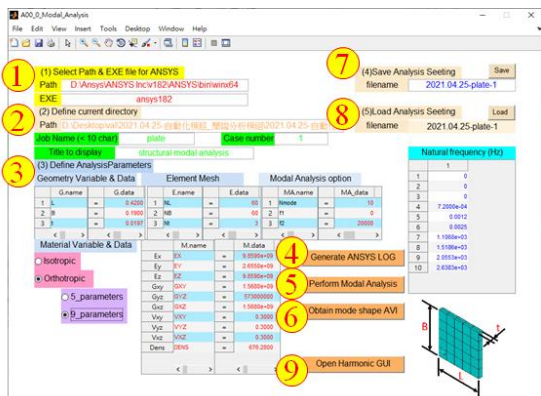 A00_0_Modal_Analysis
File Edit View Insert Tools Desktop Window Help
1
(1) Select Path & EXE file for ANSYS
Path D:\Ansys\ANSYS Inc\v182\ANSYS\bin\winx64
EXE ansys182
2
(2) Define current directory
Path
Job Name (< 10 char) plate Case number 1
Title to display structural modal analysis
3
(3) Define AnalysisParameters
Geometry Variable & Data Element Mesh Modal Analysis option
G.name G.data E.name E.data MA.name MA_data
1 L = 0.4200 1 NL = 60 1 Nmode = 10
2 B = 0.1900 2 NB = 60 2 f1 = 0
3 t = 0.0197 3 Nt = 3 3 f2 = 20000
Material Variable & Data
Isotropic
Orthotropic
5_parameters
9_parameters
M.name M.data
Ex EX = 9.8590e+09
Ey EY = 2.6590e+09
Ez EZ =
Gxy GXY = 1.5680e+09
Gyz GYZ = 573000000
Gxz GXZ = 1.5680e+09
Vxy VXY = 0.3000
Vyz VYZ = 0.3000
Vxz VXZ = 0.3000
Dens DENS = 676.2800
4
Generate ANSYS LOG
5
Perform Modal Analysis
6
Obtain mode shape AVI
9
Open Harmonic GUI
7
(4)Save Analysis Seeting Save
filename 2021.04.25-plate-1
8
(5)Load Analysis Seeting Load
filename 2021.04.25-plate-1
Natural frequency (Hz)
1
1 0
2 0
3 0
4 7.2000e-04
5 0.0012
6 0.0025
7 1.1088e+03
8 1.5186e+03
9 2.0553e+03
10 2.6383e+03
B
t
L